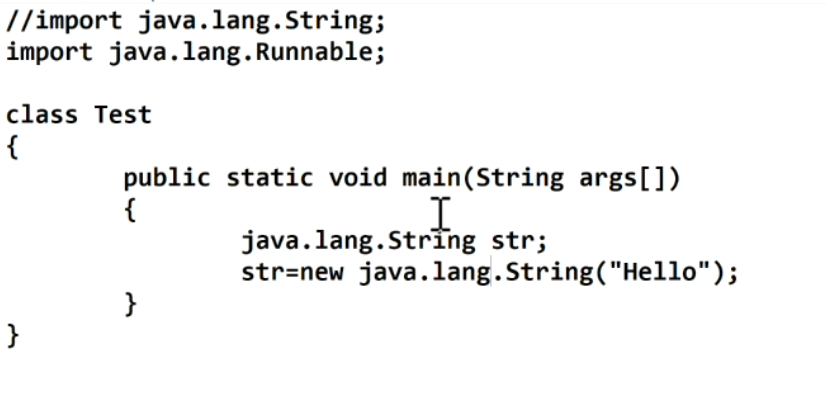 //import java.lang.String;
import java.lang.Runnable;
class Test
{
public static void main(String args[])
{
java.lang.String str;
str=new java.lang.String("Hello");
}
}